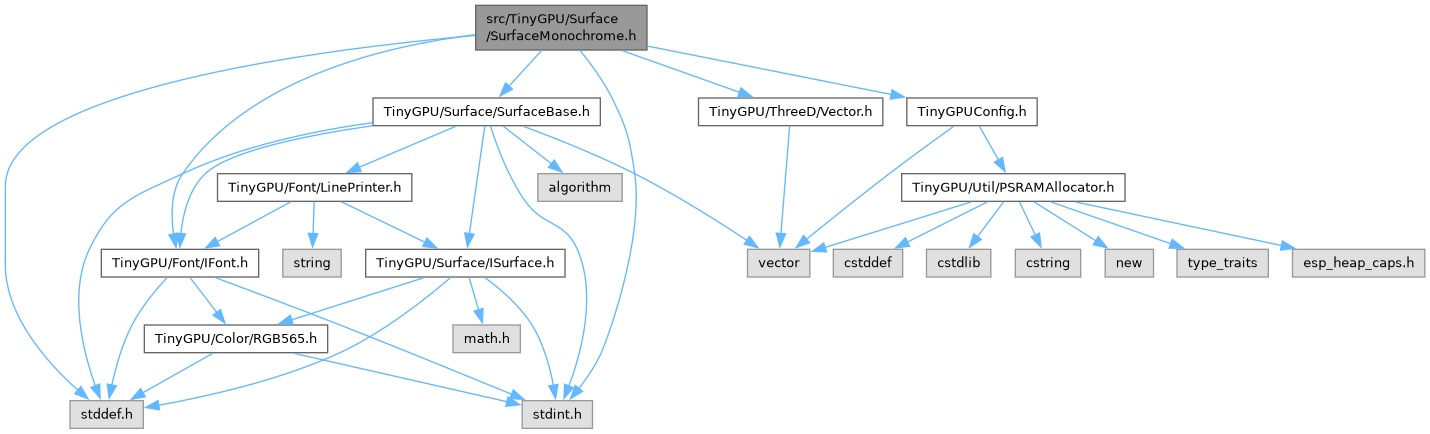 src/TinyGPU/Surface
/SurfaceMonochrome.h
TinyGPU/Surface/SurfaceBase.h
TinyGPU/ThreeD/Vector.h
TinyGPUConfig.h
TinyGPU/Font/LinePrinter.h
algorithm
TinyGPU/Util/PSRAMAllocator.h
TinyGPU/Font/IFont.h
string
TinyGPU/Surface/ISurface.h
vector
cstddef
cstdlib
cstring
new
type_traits
esp_heap_caps.h
TinyGPU/Color/RGB565.h
math.h
stddef.h
stdint.h